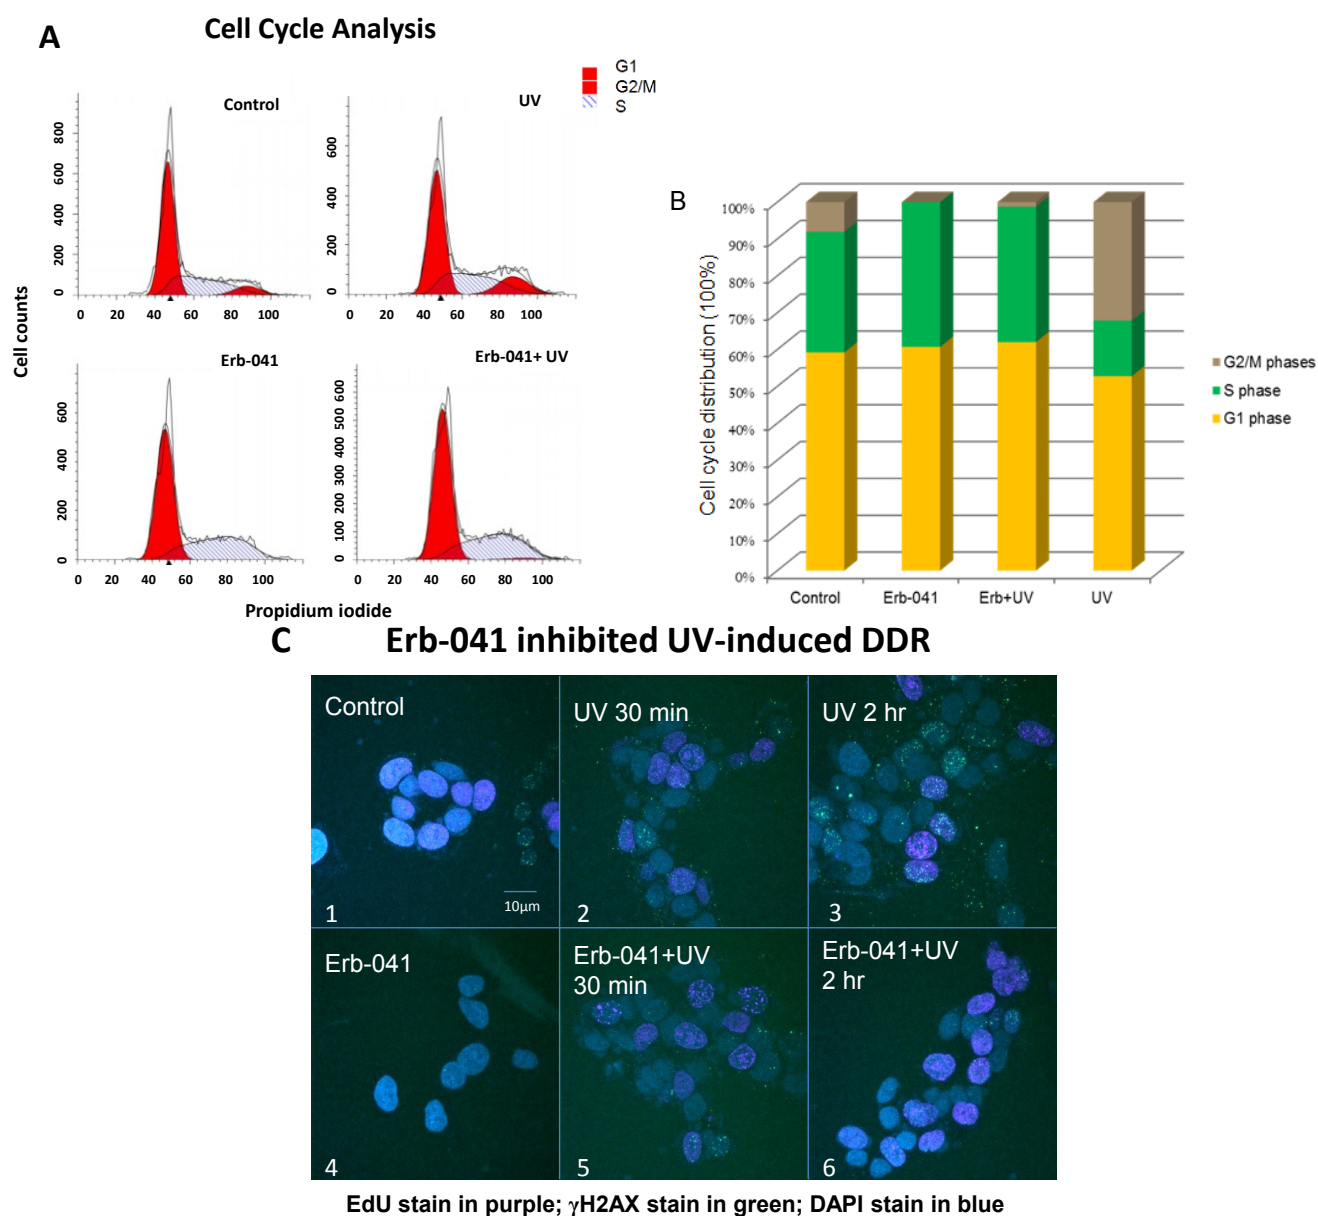 A
Cell Cycle Analysis
G1
G2/M
S
Control
UV
800
600
400
200
0
600
400
200
0
0 20 40 60 80 100
0 20 40 60 80 100
Cell counts
Erb-041
Erb-041+ UV
600
400
200
0
600
500
400
300
200
100
0
0 20 40 60 80 100
0 20 40 60 80 100
Propidium iodide
B
Cell cycle distribution (100%)
100%
90%
80%
70%
60%
50%
40%
30%
20%
10%
0%
Control Erb-041 Erb+UV UV
G2/M phases
S phase
G1 phase
C Erb-041 inhibited UV-induced DDR
Control
10µm
1
UV 30 min
2
UV 2 hr
3
Erb-041
4
Erb-041+UV
30 min
5
Erb-041+UV
2 hr
6
EdU stain in purple; γH2AX stain in green; DAPI stain in blue